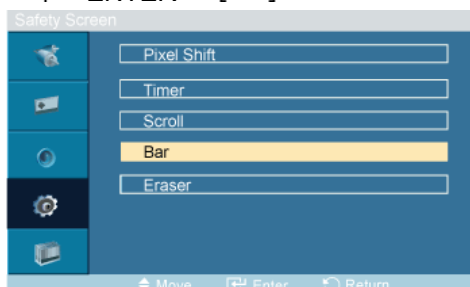 Safety Screen
Pixel Shift
Timer
Scroll
Bar
Eraser
Move Enter Return